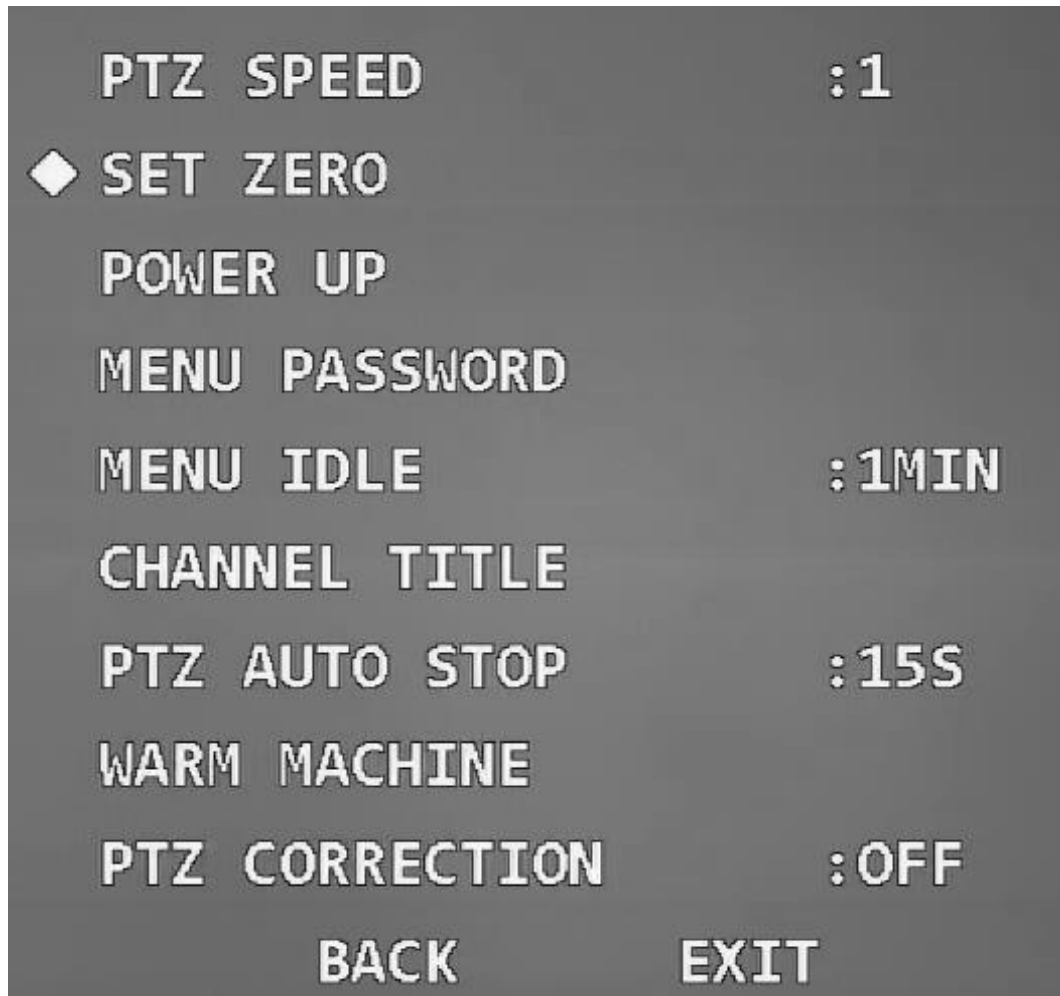 PTZ SPEED :1
SET ZERO
POWER UP
MENU PASSWORD
MENU IDLE :1MIN
CHANNEL TITLE
PTZ AUTO STOP :15S
WARM MACHINE
PTZ CORRECTION :OFF
BACK EXIT